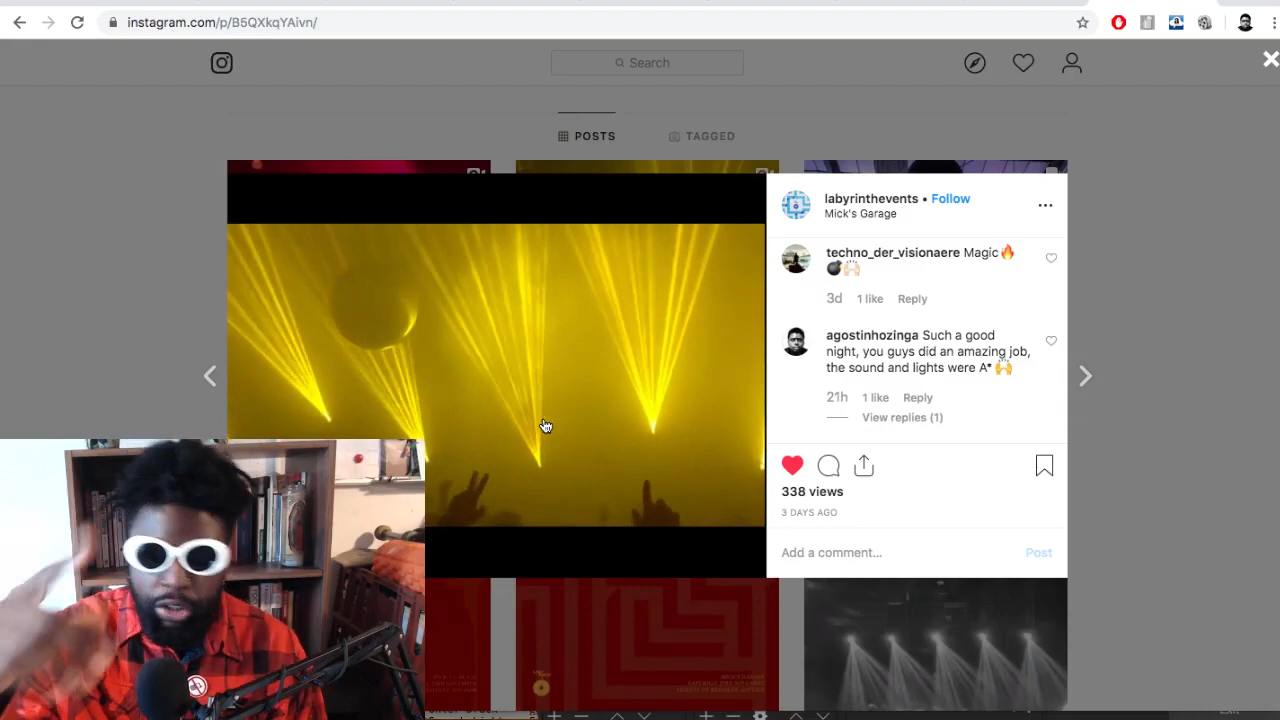 instagram.com/p/B5QXkqYAivn/
Search
POSTS
TAGGED
labyrinthevents • Follow
Mick's Garage
techno_der_visionaere Magic🔥
💣🙌🏻
3d 1 like Reply
agostinhozinga Such a good
night, you guys did an amazing job,
the sound and lights were A* 🙌
21h 1 like Reply
View replies (1)
338 views
3 DAYS AGO
Add a comment... Post
MICK'S GARAGE